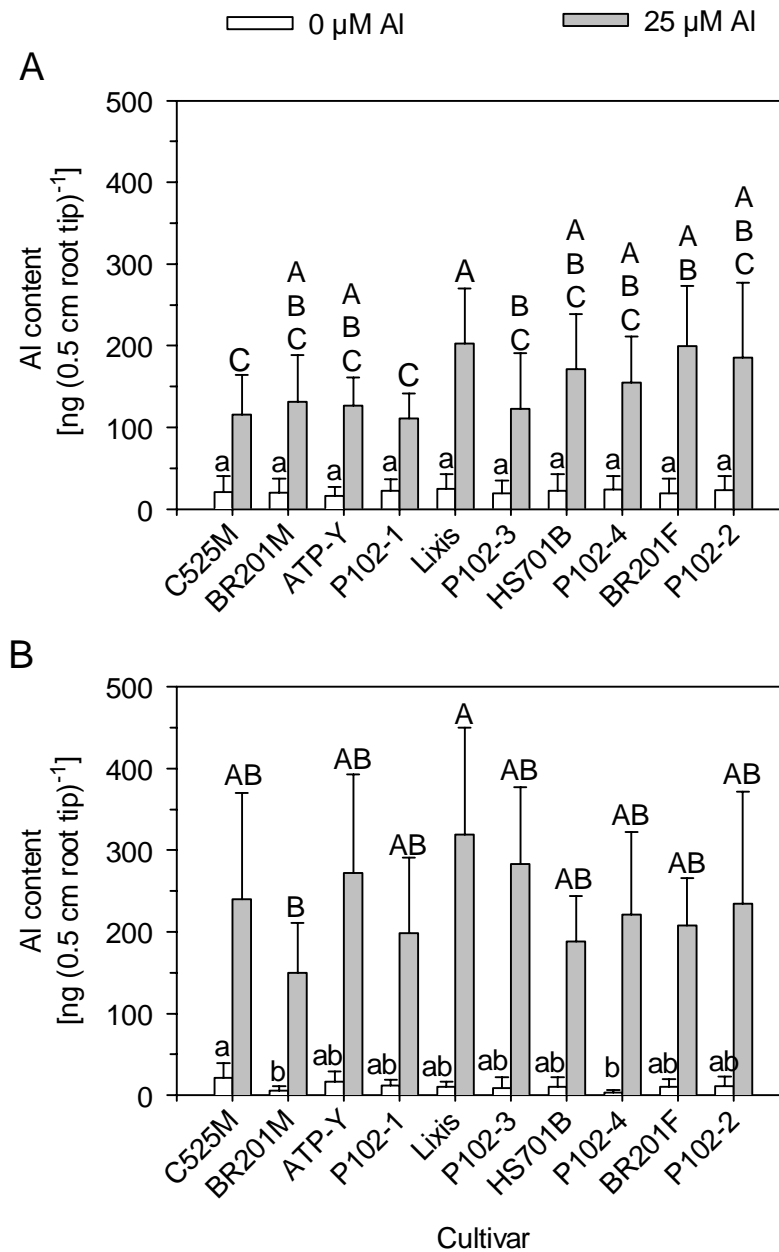 0 µM Al 25 µM Al
A
500
400
300
200
100
0
Al content
[ng (0.5 cm root tip)⁻¹]
C
A
B
C
A
B
C
C
A
B
C
A
B
C
A
B
C
A
B
A
B
C
a a a a a a a a a a
C525M BR201M ATP-Y P102-1 Lixis P102-3 HS701B P102-4 BR201F P102-2
B
500
400
300
200
100
0
Al content
[ng (0.5 cm root tip)⁻¹]
AB B AB AB A AB AB AB AB AB
a b ab ab ab ab ab b ab ab
C525M BR201M ATP-Y P102-1 Lixis P102-3 HS701B P102-4 BR201F P102-2
Cultivar